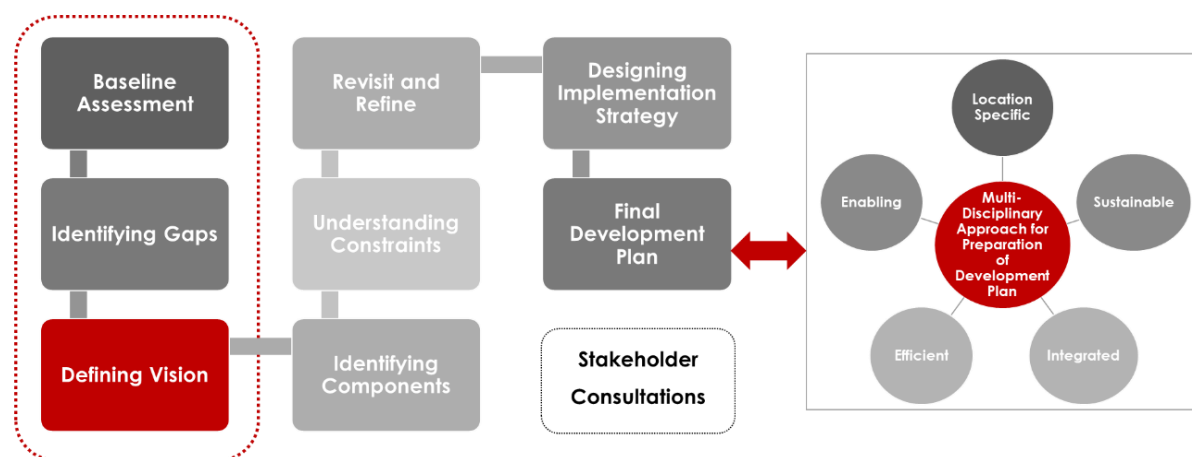 Baseline
Assessment
Identifying Gaps
Defining Vision
Revisit and
Refine
Understanding
Constraints
Identifying
Components
Designing
Implementation
Strategy
Final
Development
Plan
Stakeholder
Consultations
Location
Specific
Enabling
Sustainable
Multi-
Disciplinary
Approach for
Preparation
of
Development
Plan
Efficient
Integrated